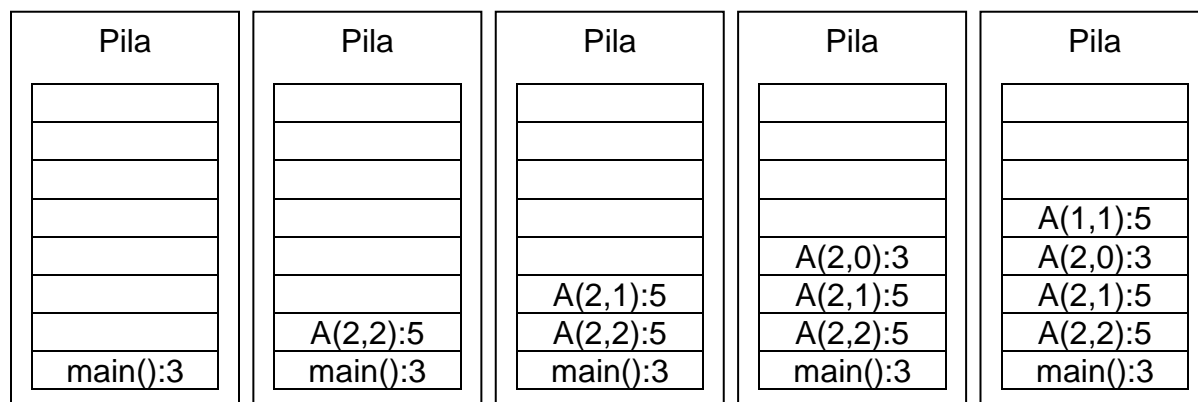 Pila
main():3
Pila
A(2,2):5
main():3
Pila
A(2,1):5
A(2,2):5
main():3
Pila
A(2,0):3
A(2,1):5
A(2,2):5
main():3
Pila
A(1,1):5
A(2,0):3
A(2,1):5
A(2,2):5
main():3